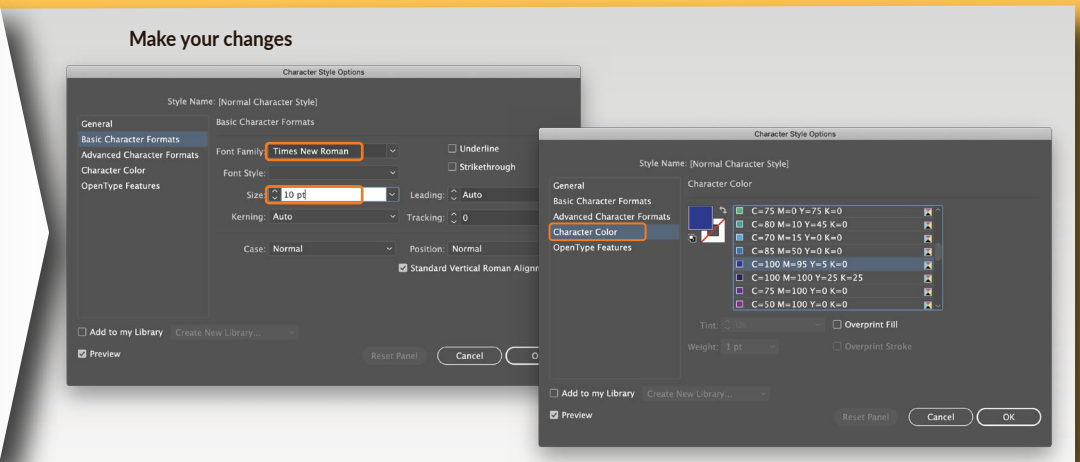 Make your changes
Character Style Options
Style Name: [Normal Character Style]
General
Basic Character Formats
Advanced Character Formats
Character Color
OpenType Features
Basic Character Formats
Font Family: Times New Roman
Underline
Font Style:
Strikethrough
Size: 10 pt
Leading: Auto
Kerning: Auto
Tracking: 0
Case: Normal
Position: Normal
Standard Vertical Roman Alignm
Add to my Library Create New Library...
Preview
Reset Panel Cancel O
Character Style Options
Style Name: [Normal Character Style]
General
Basic Character Formats
Advanced Character Formats
Character Color
OpenType Features
Character Color
C=75 M=0 Y=75 K=0
C=80 M=10 Y=45 K=0
C=70 M=15 Y=0 K=0
C=85 M=50 Y=0 K=0
C=100 M=95 Y=5 K=0
C=100 M=100 Y=25 K=25
C=75 M=100 Y=0 K=0
C=50 M=100 Y=0 K=0
Tint:
Overprint Fill
Weight: 1 pt
Overprint Stroke
Add to my Library Create New Library...
Preview
Reset Panel Cancel OK